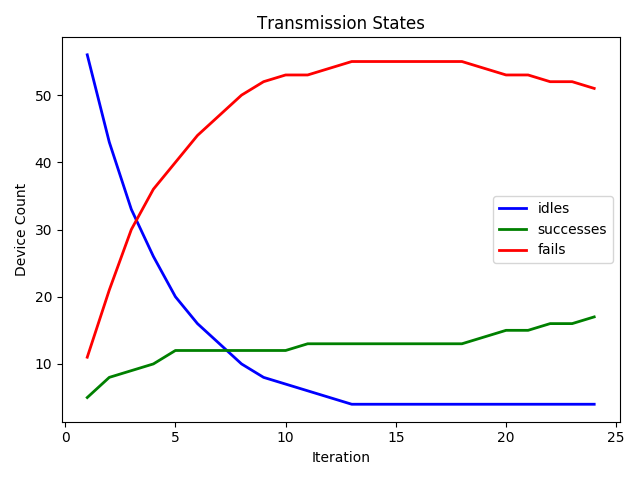 Transmission States
Device Count
50
40
30
20
10
idles
successes
fails
0 5 10 15 20 25
Iteration